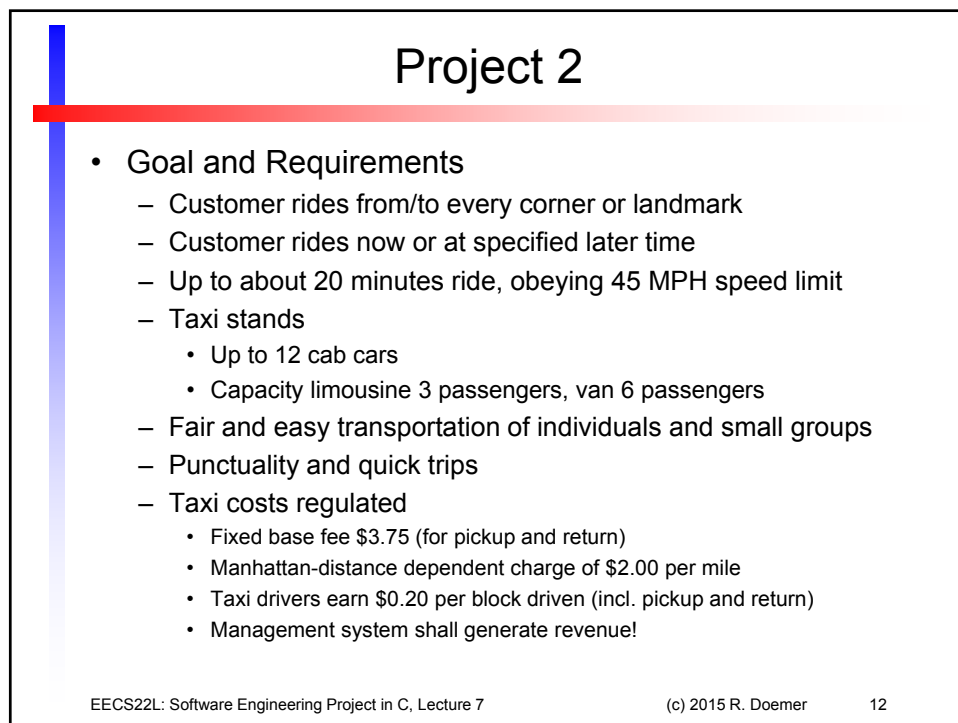 Project 2
• Goal and Requirements
– Customer rides from/to every corner or landmark
– Customer rides now or at specified later time
– Up to about 20 minutes ride, obeying 45 MPH speed limit
– Taxi stands
• Up to 12 cab cars
• Capacity limousine 3 passengers, van 6 passengers
– Fair and easy transportation of individuals and small groups
– Punctuality and quick trips
– Taxi costs regulated
• Fixed base fee $3.75 (for pickup and return)
• Manhattan-distance dependent charge of $2.00 per mile
• Taxi drivers earn $0.20 per block driven (incl. pickup and return)
• Management system shall generate revenue!
EECS22L: Software Engineering Project in C, Lecture 7 (c) 2015 R. Doemer 12